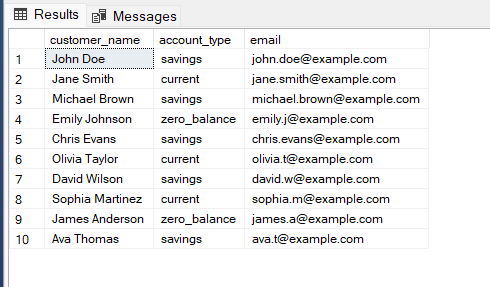 Results Messages
customer_name account_type email
1 John Doe savings john.doe@example.com
2 Jane Smith current jane.smith@example.com
3 Michael Brown savings michael.brown@example.com
4 Emily Johnson zero_balance emily.j@example.com
5 Chris Evans savings chris.evans@example.com
6 Olivia Taylor current olivia.t@example.com
7 David Wilson savings david.w@example.com
8 Sophia Martinez current sophia.m@example.com
9 James Anderson zero_balance james.a@example.com
10 Ava Thomas savings ava.t@example.com